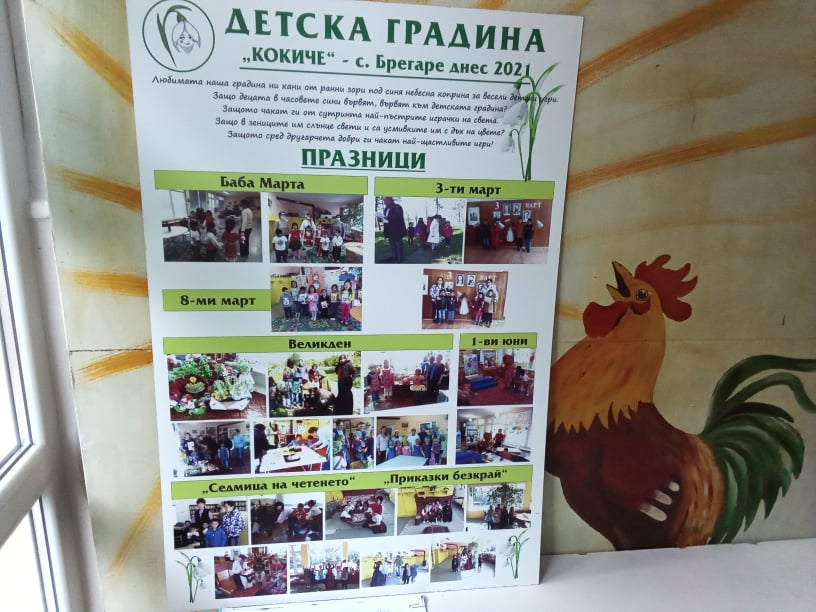 ДЕТСКА ГРАДИНА
„КОКИЧЕ“ - с. Брегаре днес 2021
Любимата наша градина ни кани от ранни зори под синя небесна коприна за весели детски игри.
Защо децата в часовете сини вървят, вървят към детската градина?
Защото чакат ги от сутринта най-пъстрите играчки на света.
Защо в зениците им слънце свети и са усмивките им с дъх на цвете?
Защото сред другарчета добри ги чакат най-щастливите игри!
ПРАЗНИЦИ
Баба Марта
3-ти март
3 МАРТ
8-ми март
Великден
1-ви юни
„Седмица на четенето“ „Приказки безкрай“